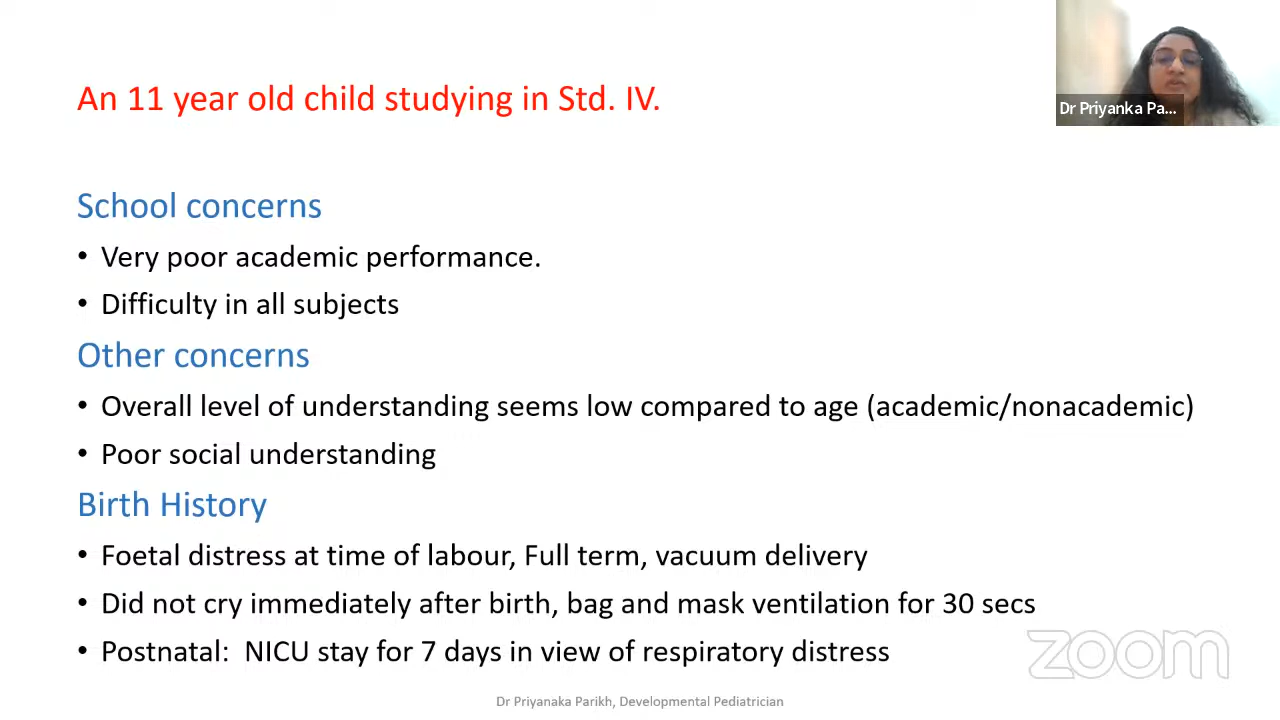 An 11 year old child studying in Std. IV.
Dr Priyanka Pa...
School concerns
• Very poor academic performance.
• Difficulty in all subjects
Other concerns
• Overall level of understanding seems low compared to age (academic/nonacademic)
• Poor social understanding
Birth History
• Foetal distress at time of labour, Full term, vacuum delivery
• Did not cry immediately after birth, bag and mask ventilation for 30 secs
• Postnatal:  NICU stay for 7 days in view of respiratory distress
zoom
Dr Priyanaka Parikh, Developmental Pediatrician